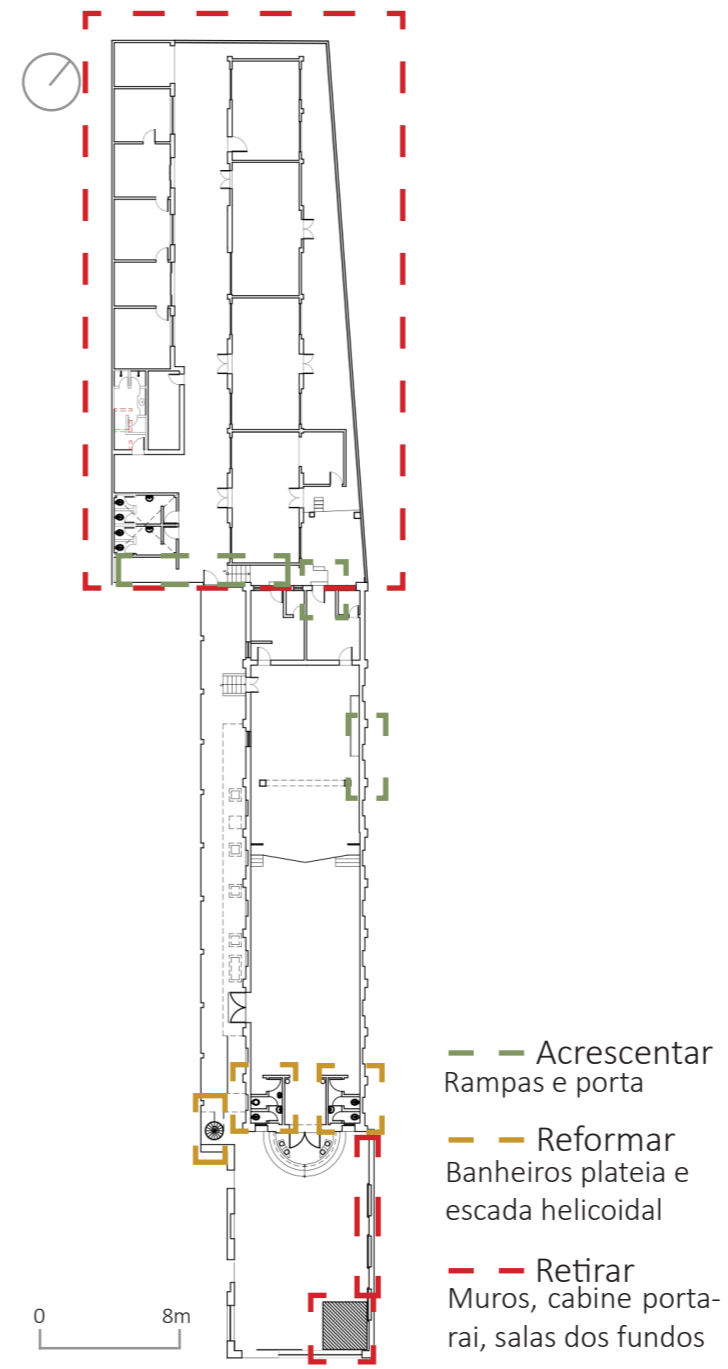 Acrescentar
Rampas e porta
Reformar
Banheiros plateia e
escada helicoidal
Retirar
Muros, cabine porta-
rai, salas dos fundos
0 8m